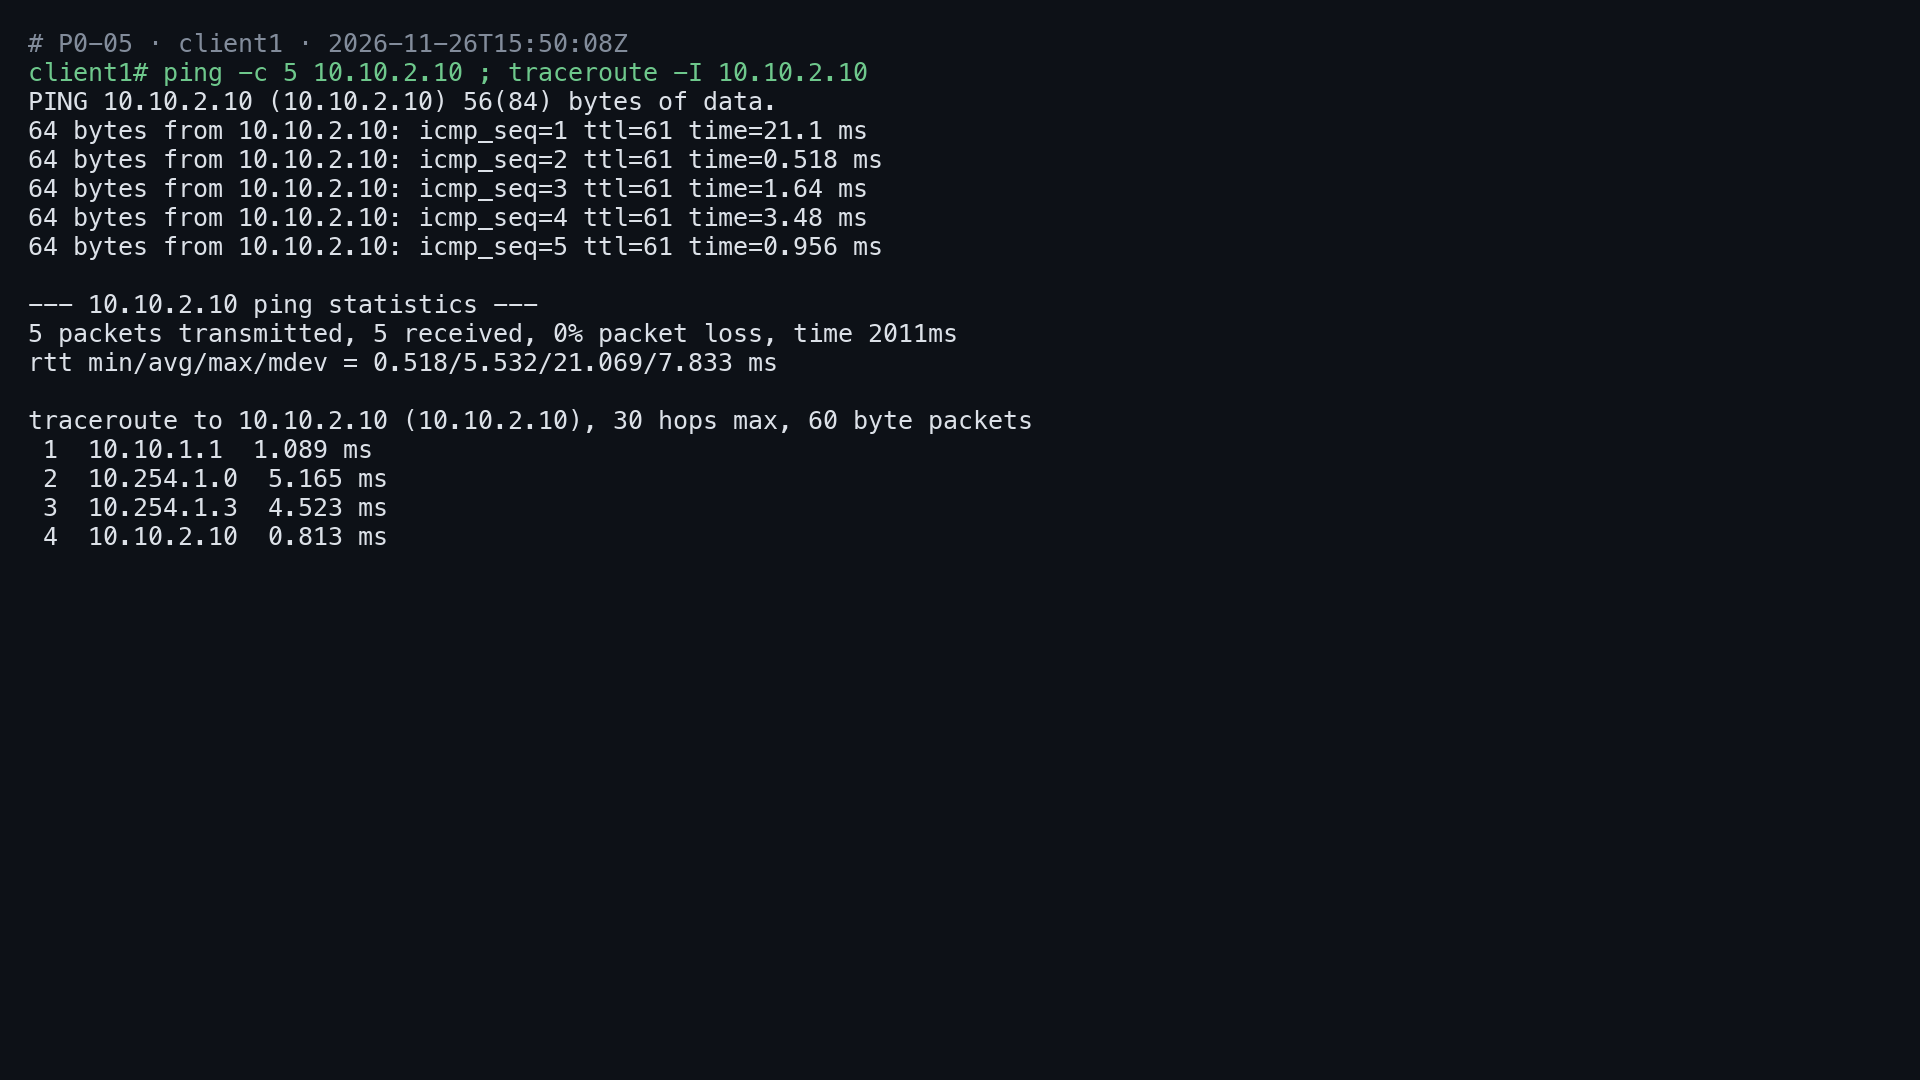 # P0-05 · client1 · 2026-11-26T15:50:08Z
client1# ping -c 5 10.10.2.10 ; traceroute -I 10.10.2.10
PING 10.10.2.10 (10.10.2.10) 56(84) bytes of data.
64 bytes from 10.10.2.10: icmp_seq=1 ttl=61 time=21.1 ms
64 bytes from 10.10.2.10: icmp_seq=2 ttl=61 time=0.518 ms
64 bytes from 10.10.2.10: icmp_seq=3 ttl=61 time=1.64 ms
64 bytes from 10.10.2.10: icmp_seq=4 ttl=61 time=3.48 ms
64 bytes from 10.10.2.10: icmp_seq=5 ttl=61 time=0.956 ms

--- 10.10.2.10 ping statistics ---
5 packets transmitted, 5 received, 0% packet loss, time 2011ms
rtt min/avg/max/mdev = 0.518/5.532/21.069/7.833 ms

traceroute to 10.10.2.10 (10.10.2.10), 30 hops max, 60 byte packets
 1  10.10.1.1  1.089 ms
 2  10.254.1.0  5.165 ms
 3  10.254.1.3  4.523 ms
 4  10.10.2.10  0.813 ms